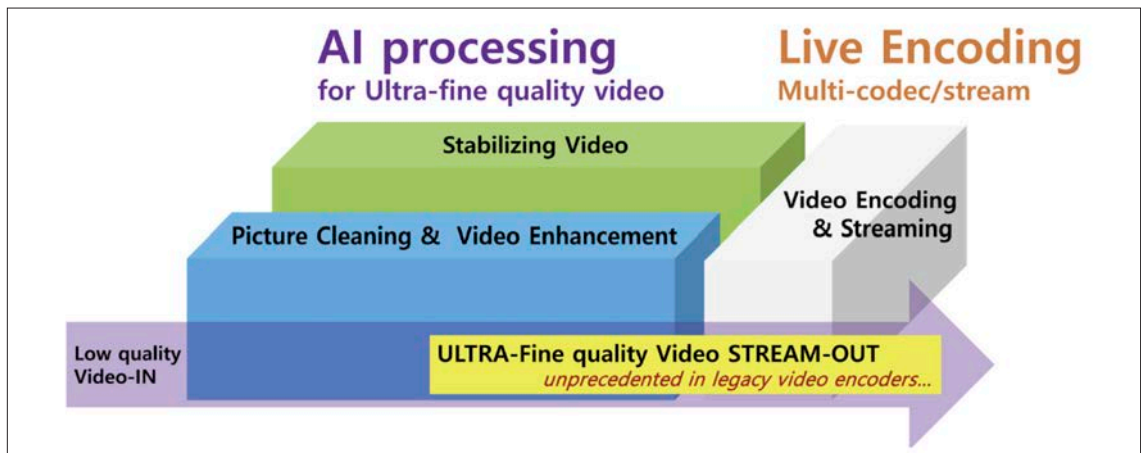 AI processing
for Ultra-fine quality video
Live Encoding
Multi-codec/stream
Stabilizing Video
Picture Cleaning & Video Enhancement
Video Encoding
& Streaming
Low quality
Video-IN
ULTRA-Fine quality Video STREAM-OUT
unprecedented in legacy video encoders...